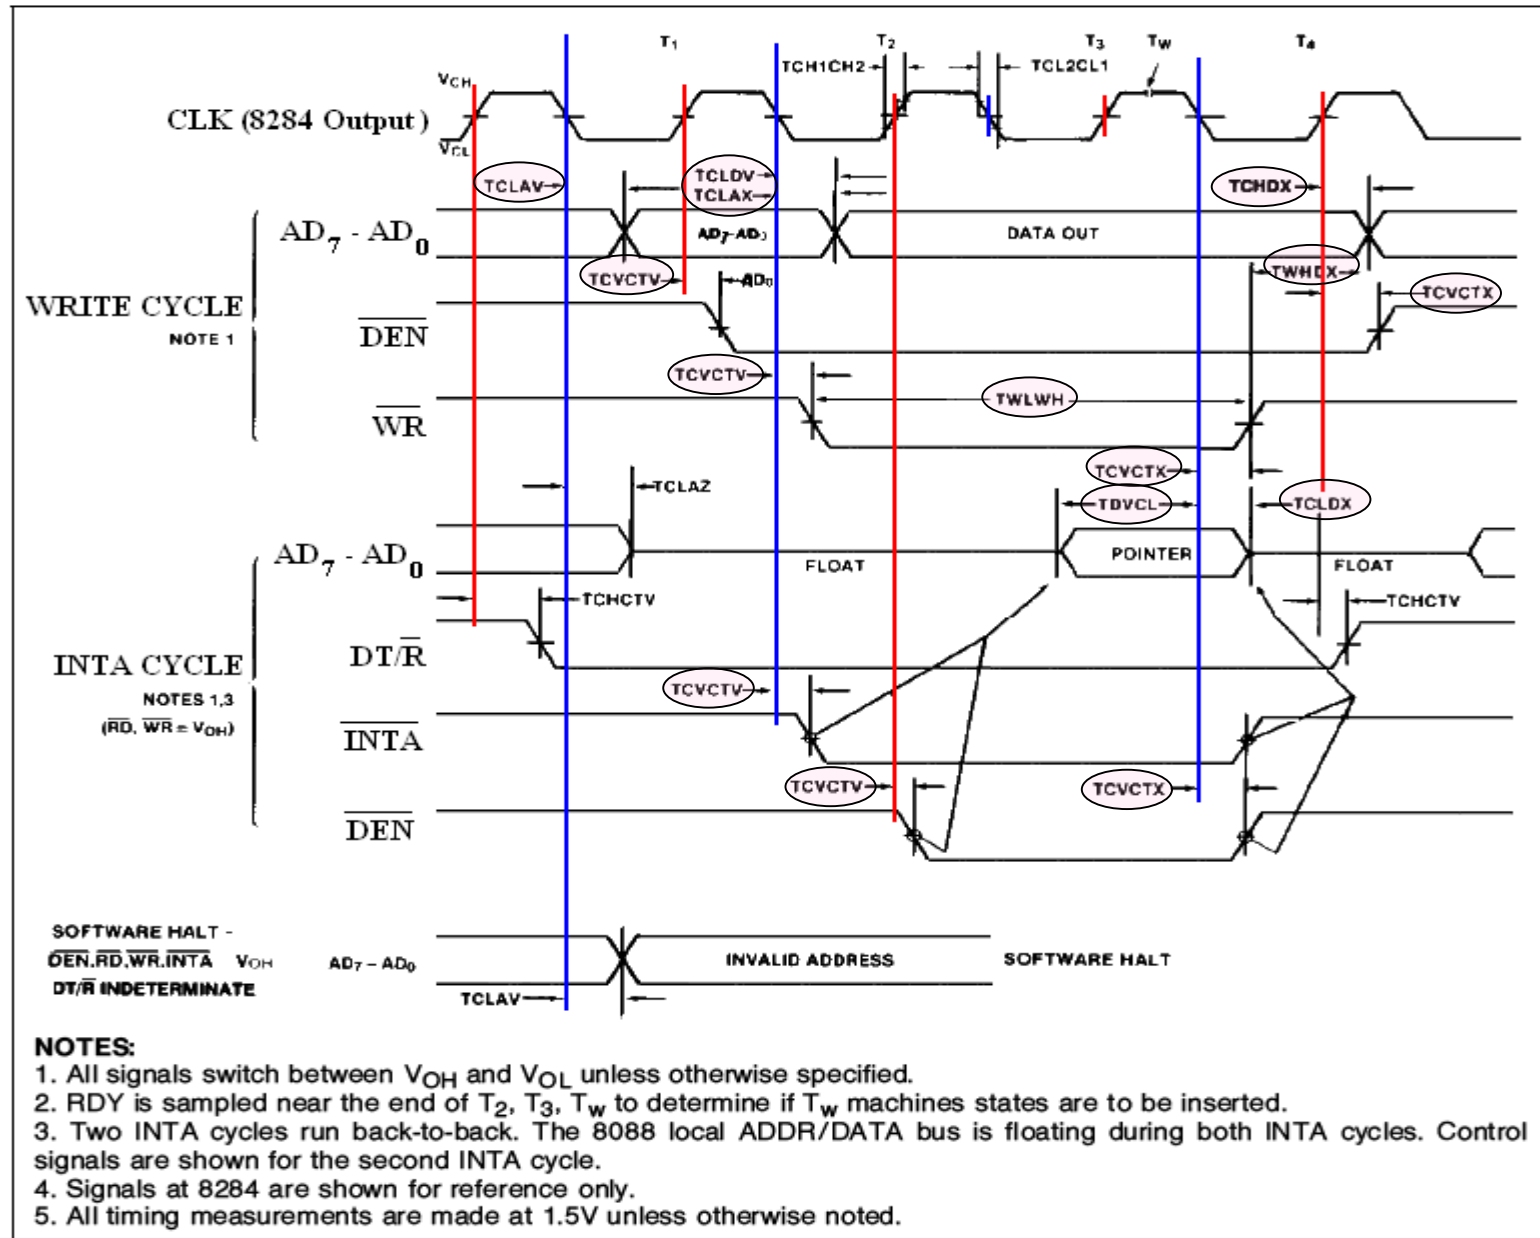 T1 T2 T3 TW T4
TCH1CH2 TCL2CL1
VCH
CLK (8284 Output)
VCL
TCLAV TCLDV TCHDX
TCLAX
AD7 - AD0 AD7-AD0 DATA OUT
TCVCTV AD0 TWHDX
WRITE CYCLE TCVCTX
NOTE 1 DEN
TCVCTV TWLWH
WR
TCVCTX
TCLAZ TDVCL TCLDX
AD7 - AD0 FLOAT POINTER FLOAT
TCHCTV TCHCTV
INTA CYCLE DT/R
NOTES 1,3 TCVCTV
(RD, WR = VOH) INTA
TCVCTV TCVCTX
DEN
SOFTWARE HALT -
DEN,RD,WR,INTA VOH AD7 - AD0 INVALID ADDRESS SOFTWARE HALT
DT/R INDETERMINATE
TCLAV
NOTES:
1. All signals switch between VOH and VOL unless otherwise specified.
2. RDY is sampled near the end of T2, T3, Tw to determine if Tw machines states are to be inserted.
3. Two INTA cycles run back-to-back. The 8088 local ADDR/DATA bus is floating during both INTA cycles. Control
signals are shown for the second INTA cycle.
4. Signals at 8284 are shown for reference only.
5. All timing measurements are made at 1.5V unless otherwise noted.